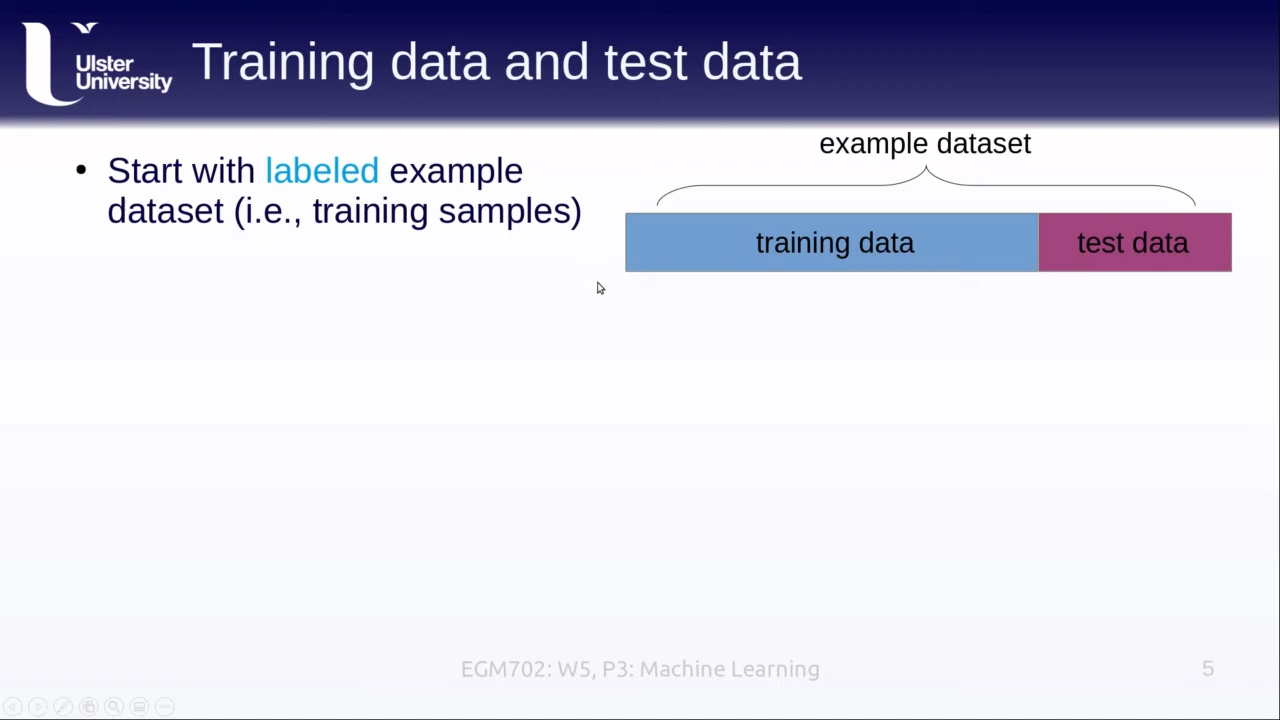 Ulster
University
Training data and test data
• Start with labeled example
dataset (i.e., training samples)
example dataset
training data
test data
EGM702: W5, P3: Machine Learning
5